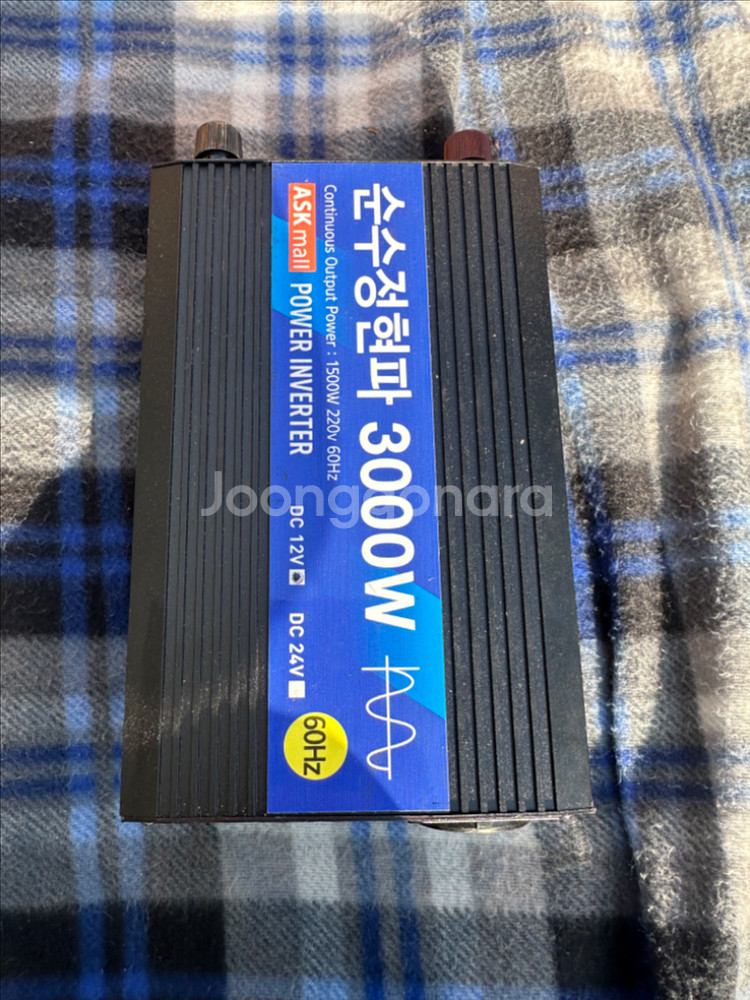 순수정현파 3000W
Continuous Output Power : 1500W 220v 60Hz
ASK mall POWER INVERTER DC 12V DC 24V
60Hz
Joonggonara